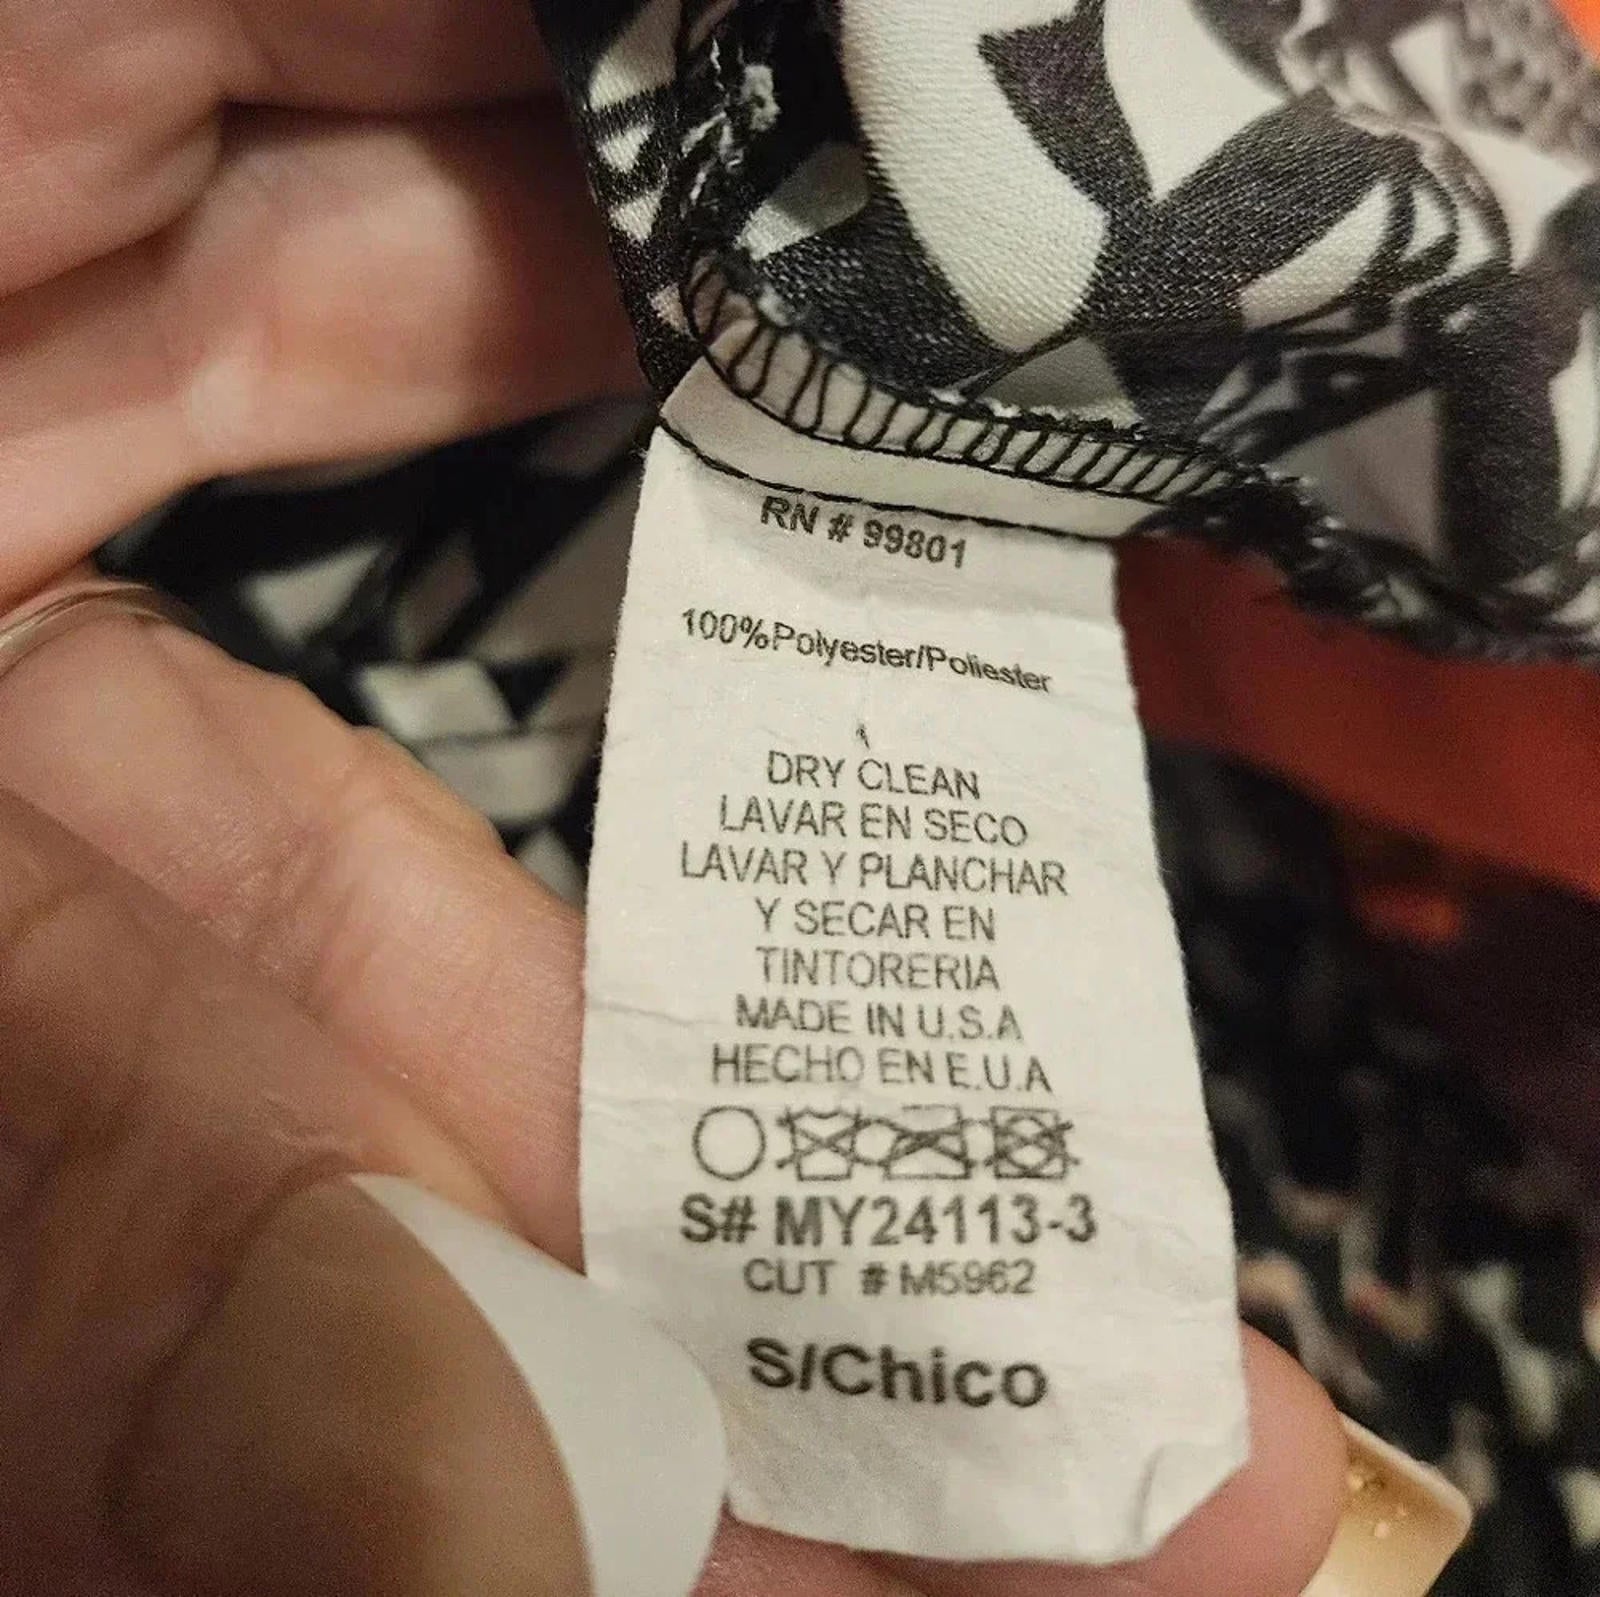 RN # 99801
100%Polyester/Poliester
DRY CLEAN
LAVAR EN SECO
LAVAR Y PLANCHAR
Y SECAR EN
TINTORERIA
MADE IN U.S.A
HECHO EN E.U.A
S# MY24113-3
CUT # M5962
S/Chico